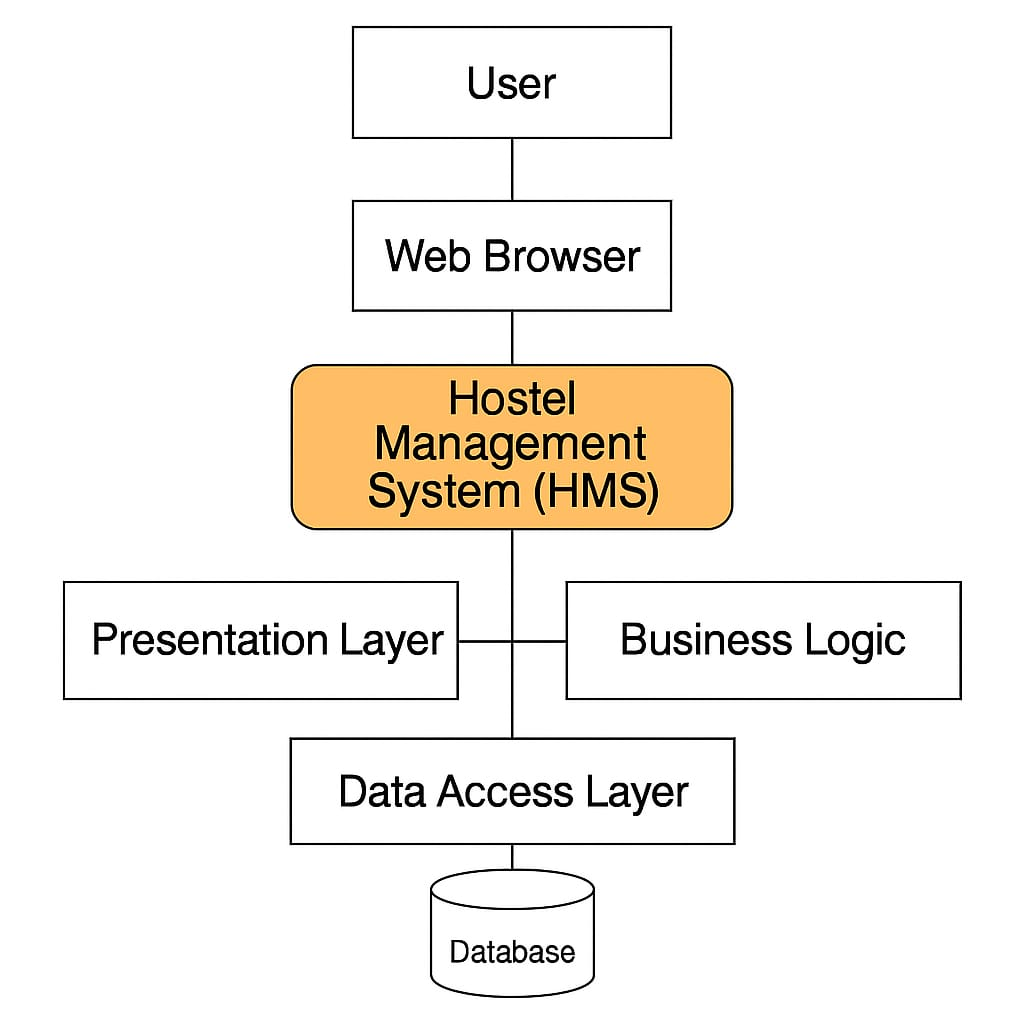 User
Web Browser
Hostel
Management
System (HMS)
Presentation Layer
Business Logic
Data Access Layer
Database